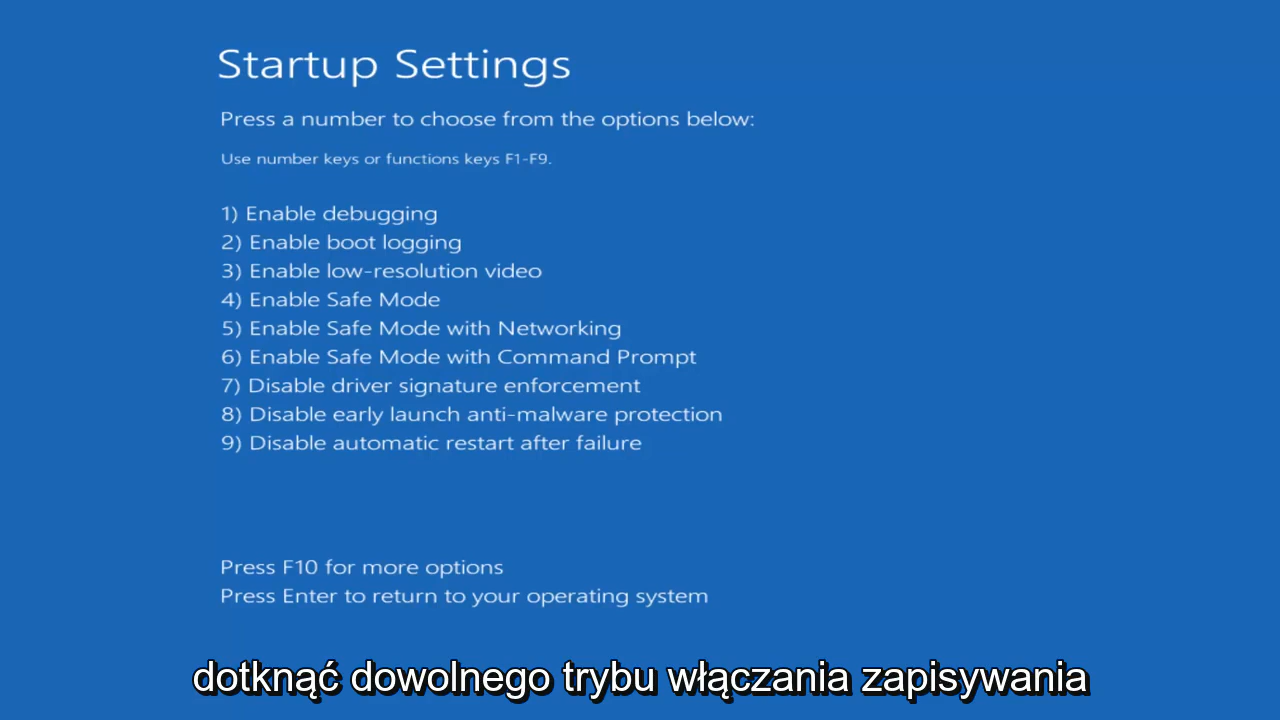 Startup Settings
Press a number to choose from the options below:
Use number keys or functions keys F1-F9.
1) Enable debugging
2) Enable boot logging
3) Enable low-resolution video
4) Enable Safe Mode
5) Enable Safe Mode with Networking
6) Enable Safe Mode with Command Prompt
7) Disable driver signature enforcement
8) Disable early launch anti-malware protection
9) Disable automatic restart after failure
Press F10 for more options
Press Enter to return to your operating system
dotknąć dowolnego trybu włączania zapisywania